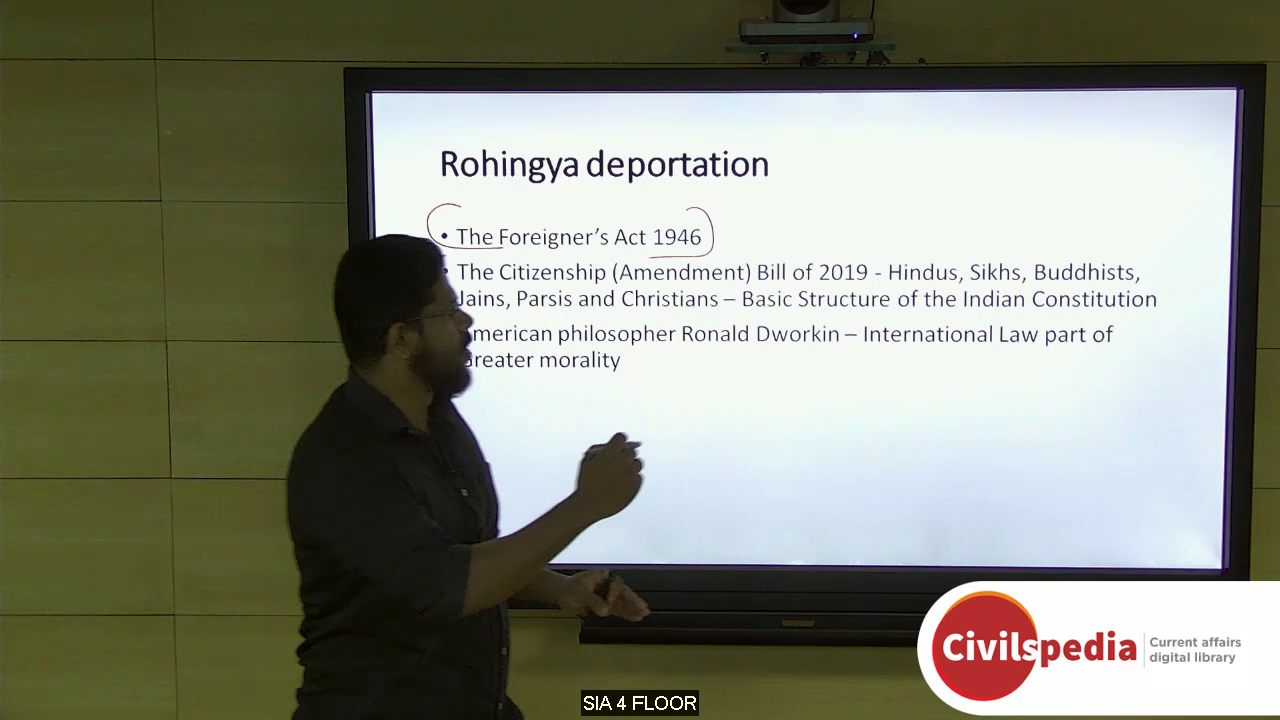 Rohingya deportation
• The Foreigner's Act 1946
• The Citizenship (Amendment) Bill of 2019 - Hindus, Sikhs, Buddhists,
Jains, Parsis and Christians – Basic Structure of the Indian Constitution
American philosopher Ronald Dworkin – International Law part of
Greater morality
Civilspedia
Current affairs
digital library
SIA 4 FLOOR